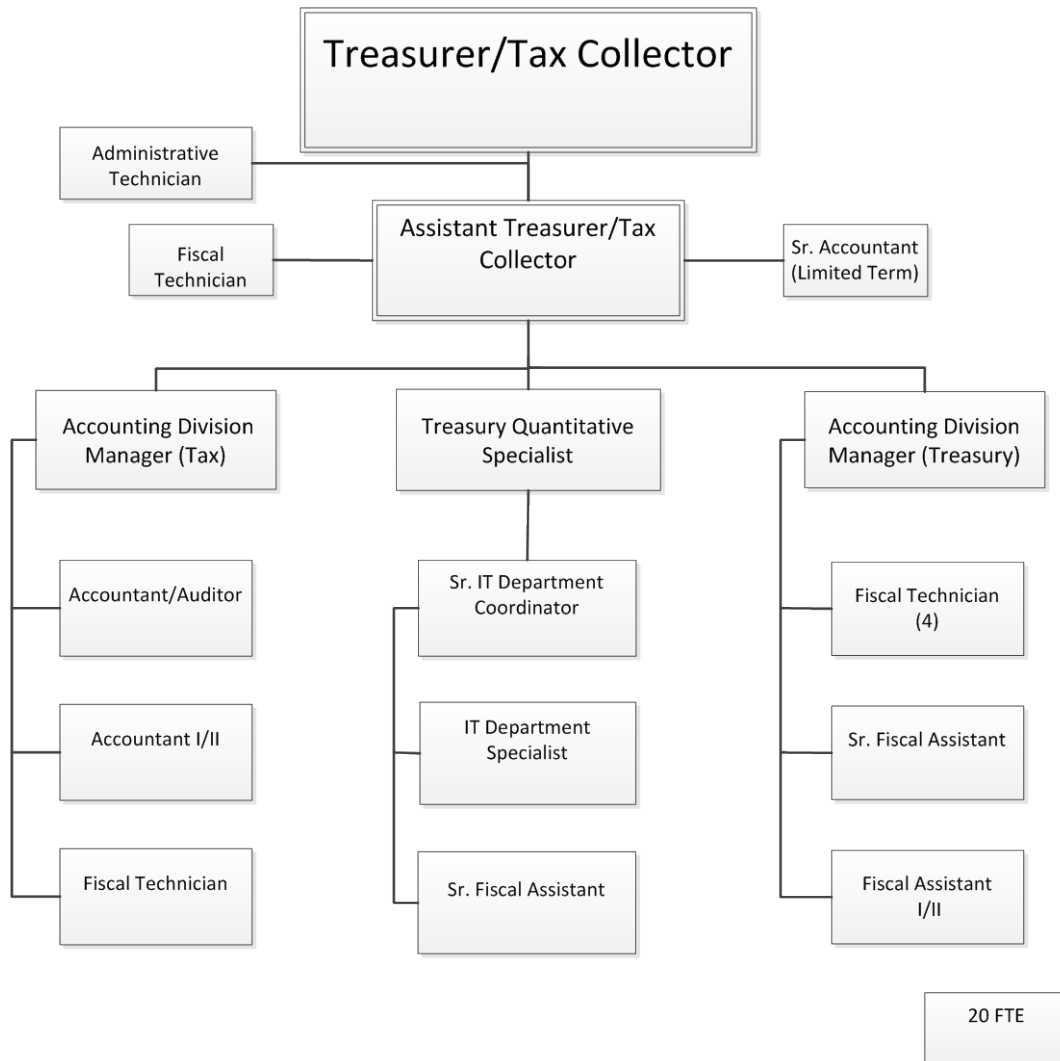 Treasurer/Tax Collector
Administrative
Technician
Assistant Treasurer/Tax
Collector
Fiscal
Technician
Sr. Accountant
(Limited Term)
Accounting Division
Manager (Tax)
Treasury Quantitative
Specialist
Accounting Division
Manager (Treasury)
Accountant/Auditor
Sr. IT Department
Coordinator
Fiscal Technician
(4)
Accountant I/II
IT Department
Specialist
Sr. Fiscal Assistant
Fiscal Technician
Sr. Fiscal Assistant
Fiscal Assistant
I/II
20 FTE